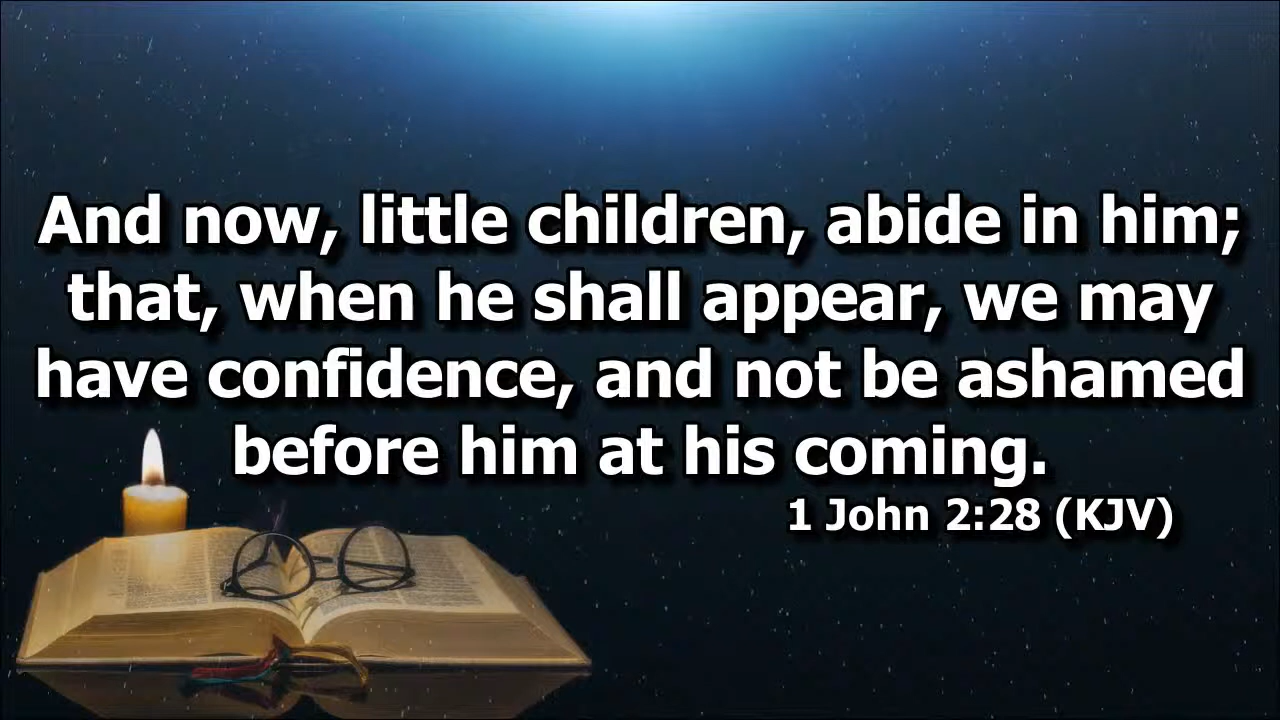 And now, little children, abide in him;
that, when he shall appear, we may
have confidence, and not be ashamed
before him at his coming.
1 John 2:28 (KJV)